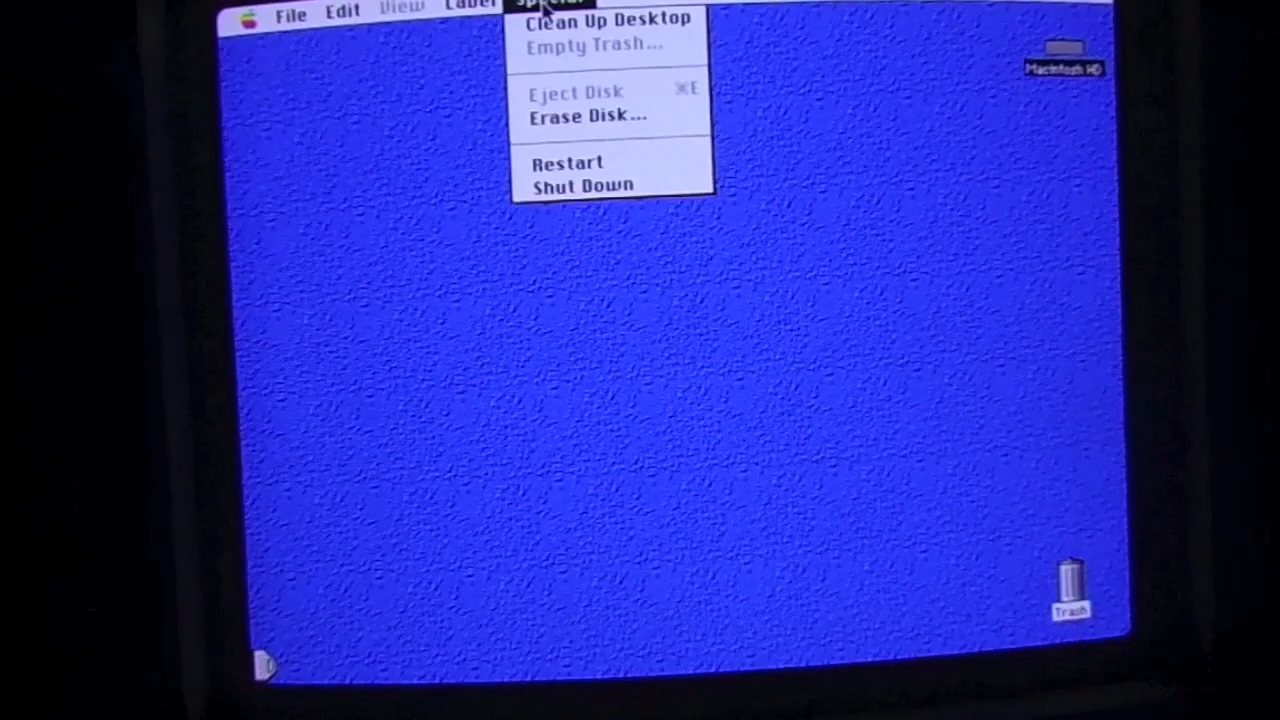 File Edit View Label Special
Clean Up Desktop
Empty Trash...
Eject Disk ⌘E
Erase Disk...
Restart
Shut Down
Macintosh HD
Trash